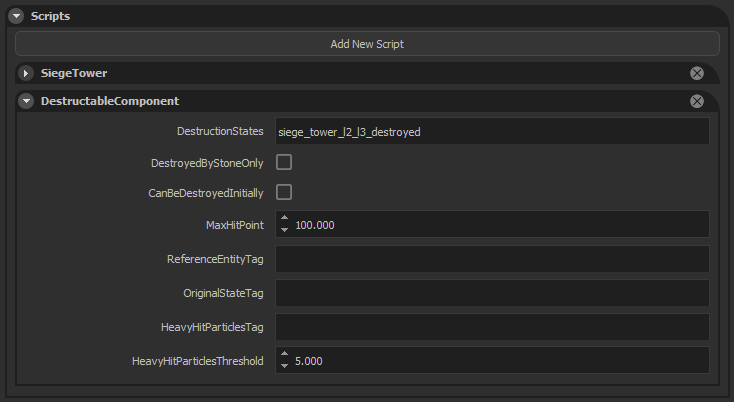 Scripts
Add New Script
SiegeTower
DestructableComponent
DestructionStates siege_tower_l2_l3_destroyed
DestroyedByStoneOnly
CanBeDestroyedInitially
MaxHitPoint 100.000
ReferenceEntityTag
OriginalStateTag
HeavyHitParticlesTag
HeavyHitParticlesThreshold 5.000